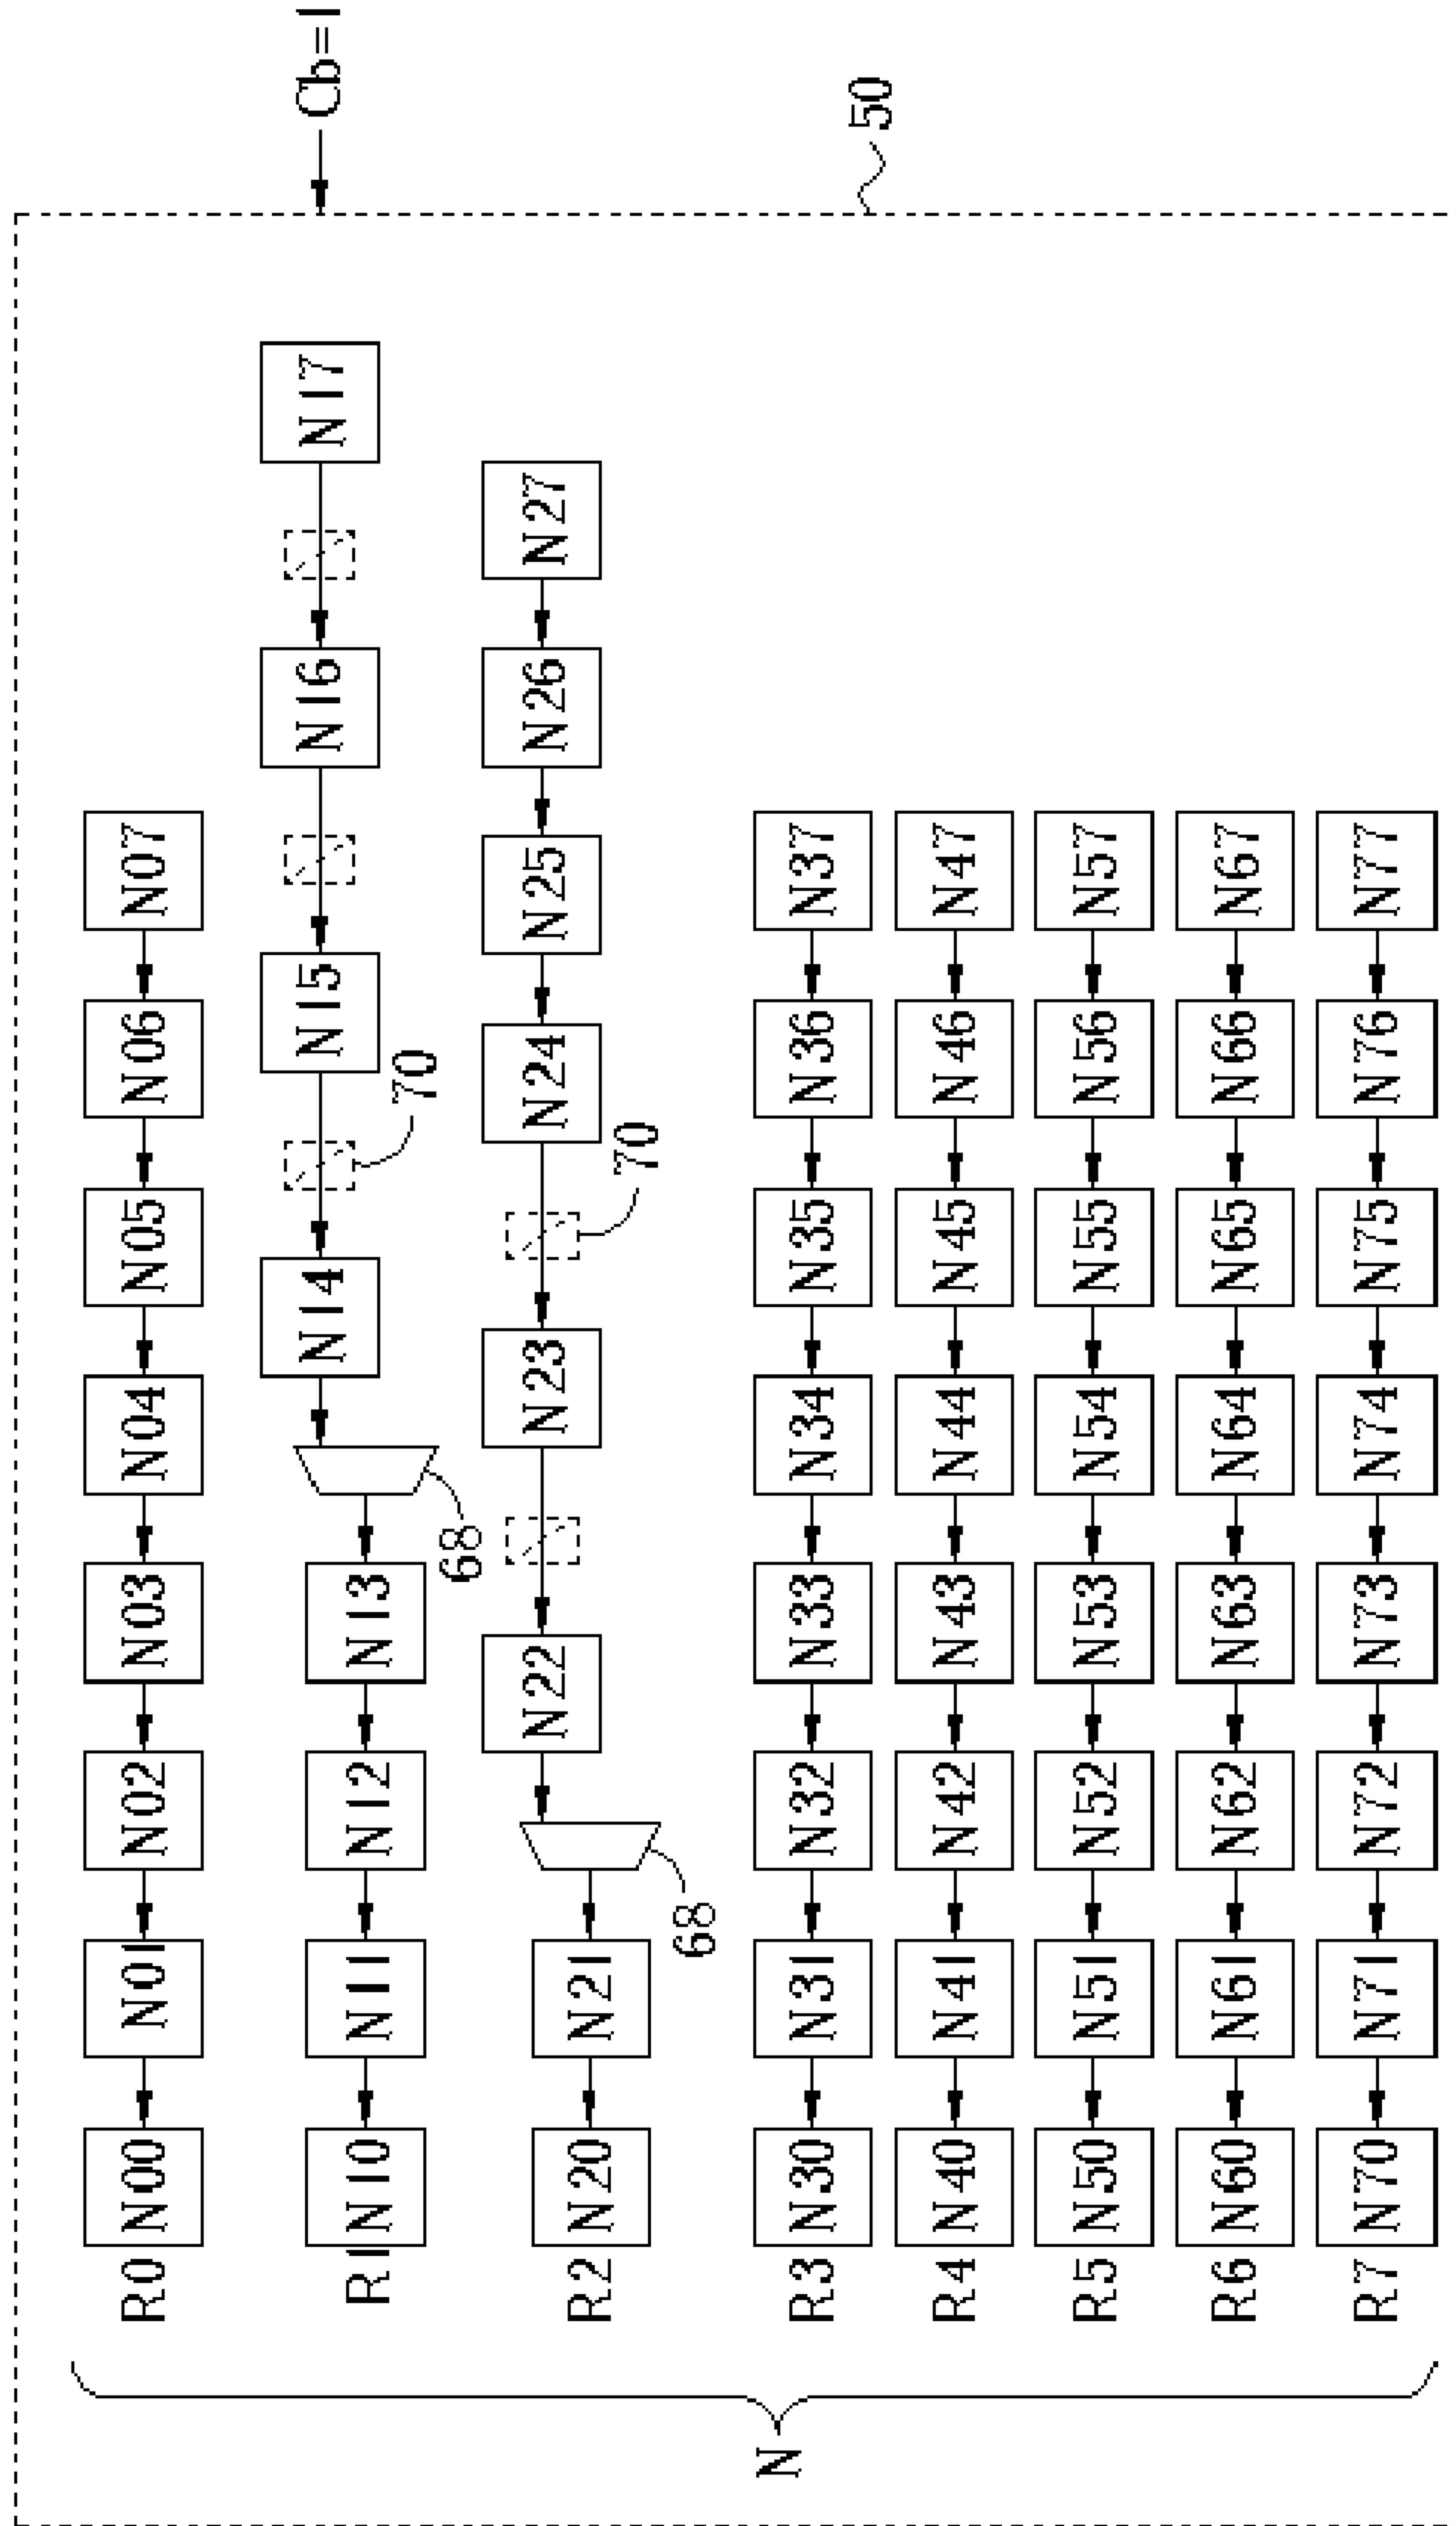 Cb=1
50
N
R0 N00 N01 N02 N03 N04 N05 N06 N07
R1 N10 N11 N12 N13 N14 N15 N16 N17
68
70
R2 N20 N21 N22 N23 N24 N25 N26 N27
68
70
R3 N30 N31 N32 N33 N34 N35 N36 N37
R4 N40 N41 N42 N43 N44 N45 N46 N47
R5 N50 N51 N52 N53 N54 N55 N56 N57
R6 N60 N61 N62 N63 N64 N65 N66 N67
R7 N70 N71 N72 N73 N74 N75 N76 N77